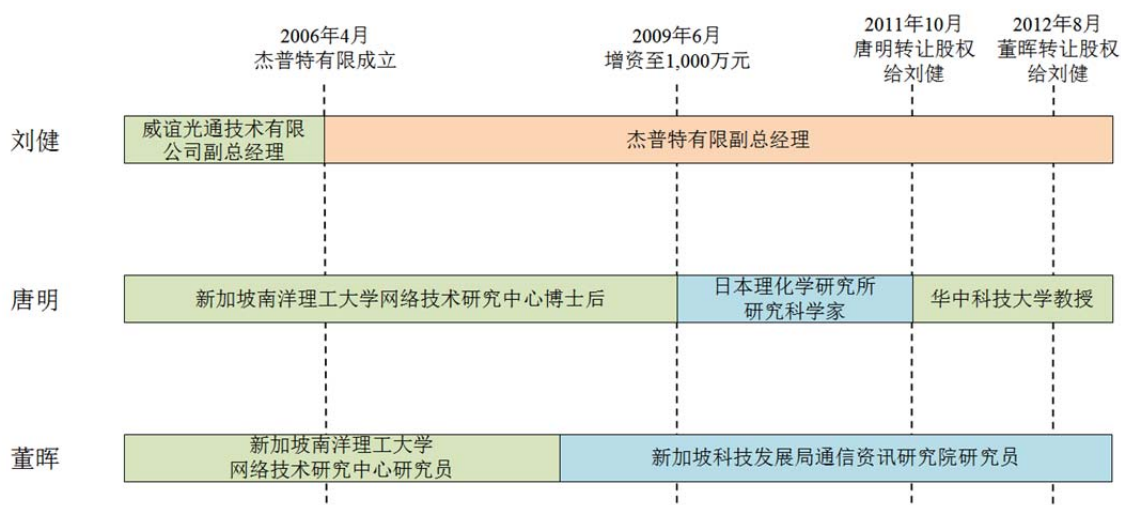 2006年4月
杰普特有限成立
2009年6月
增资至1,000万元
2011年10月
唐明转让股权
给刘健
2012年8月
董晖转让股权
给刘健
刘健
威谊光通技术有限
公司副总经理
杰普特有限副总经理
唐明
新加坡南洋理工大学网络技术研究中心博士后
日本理化学研究所
研究科学家
华中科技大学教授
董晖
新加坡南洋理工大学
网络技术研究中心研究员
新加坡科技发展局通信资讯研究院研究员